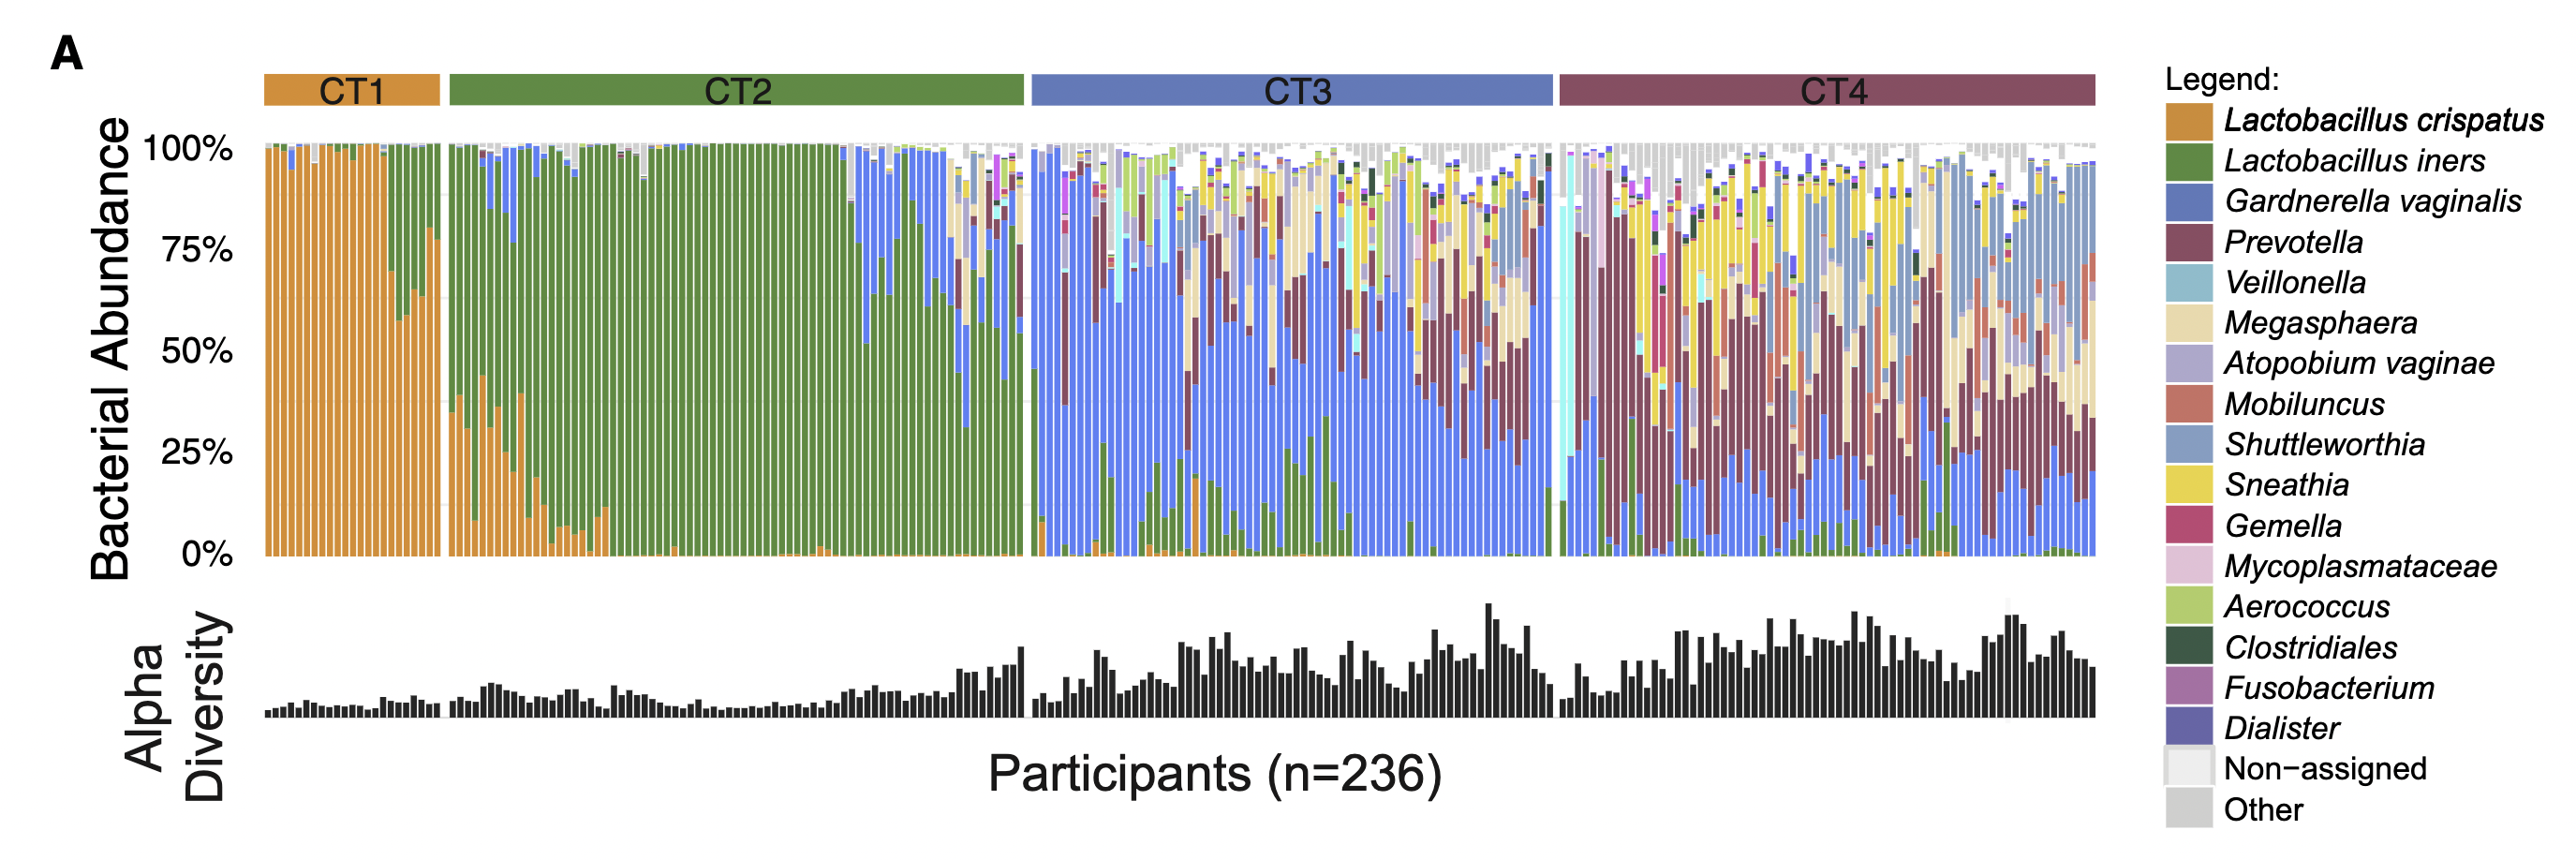 A
CT1
CT2
CT3
CT4
Bacterial Abundance
100%
75%
50%
25%
0%
Alpha
Diversity
Participants (n=236)
Legend:
Lactobacillus crispatus
Lactobacillus iners
Gardnerella vaginalis
Prevotella
Veillonella
Megasphaera
Atopobium vaginae
Mobiluncus
Shuttleworthia
Sneathia
Gemella
Mycoplasmataceae
Aerococcus
Clostridiales
Fusobacterium
Dialister
Non−assigned
Other